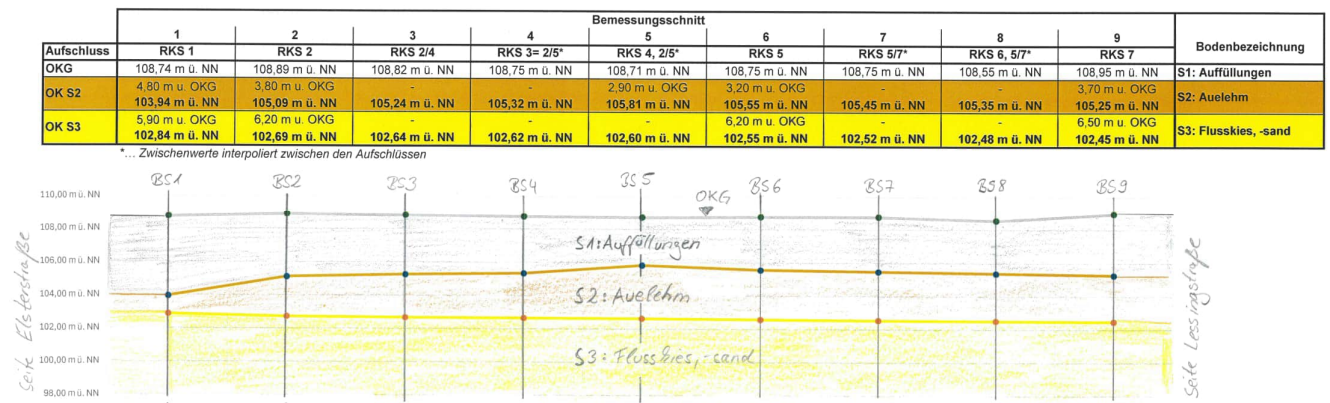 Bemessungsschnitt
1 2 3 4 5 6 7 8 9 Bodenbezeichnung
Aufschluss RKS 1 RKS 2 RKS 2/4 RKS 3= 2/5* RKS 4, 2/5* RKS 5 RKS 5/7* RKS 6, 5/7* RKS 7
OKG 108,74 m ü. NN 108,89 m ü. NN 108,82 m ü. NN 108,75 m ü. NN 108,71 m ü. NN 108,75 m ü. NN 108,75 m ü. NN 108,55 m ü. NN 108,95 m ü. NN S1: Auffüllungen
OK S2 4,80 m u. OKG 3,80 m u. OKG - - 2,90 m u. OKG 3,20 m u. OKG - - 3,70 m u. OKG S2: Auelehm
103,94 m ü. NN 105,09 m ü. NN 105,24 m ü. NN 105,32 m ü. NN 105,81 m ü. NN 105,55 m ü. NN 105,45 m ü. NN 105,35 m ü. NN 105,25 m ü. NN
OK S3 5,90 m u. OKG 6,20 m u. OKG - - - 6,20 m u. OKG - - 6,50 m u. OKG S3: Flusskies, -sand
102,84 m ü. NN 102,69 m ü. NN 102,64 m ü. NN 102,62 m ü. NN 102,60 m ü. NN 102,55 m ü. NN 102,52 m ü. NN 102,48 m ü. NN 102,45 m ü. NN
*... Zwischenwerte interpoliert zwischen den Aufschlüssen
BS1 BS2 BS3 BS4 BS5 OKG BS6 BS7 BS8 BS9
110,00 m ü. NN
108,00 m ü. NN
S1: Auffüllungen
106,00 m ü. NN
104,00 m ü. NN
S2: Auelehm
102,00 m ü. NN
S3: Flusskies, -sand
100,00 m ü. NN
98,00 m ü. NN
Seite Elsterstraße
Seite Lessingstraße